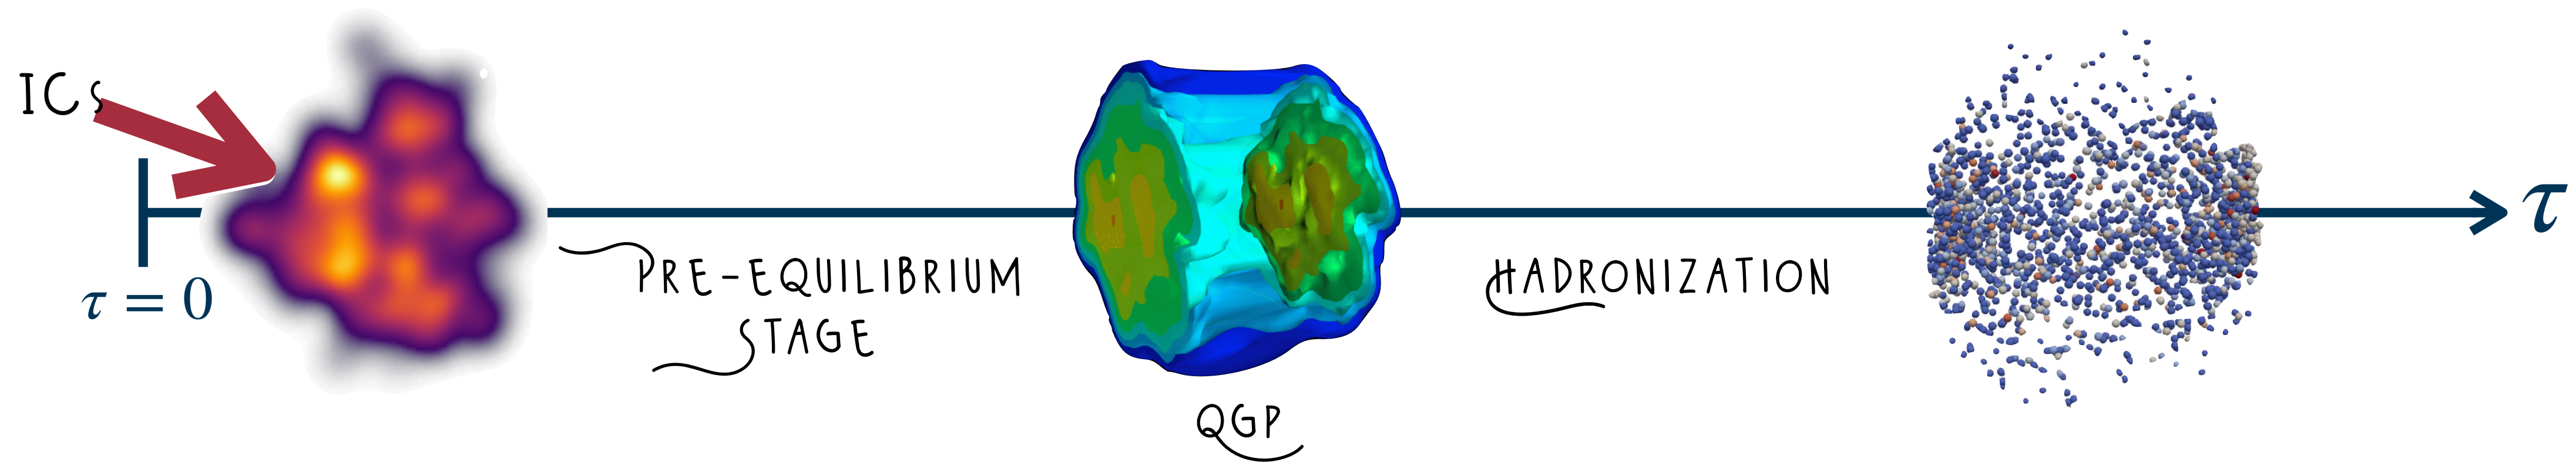 ICs
τ = 0
PRE-EQUILIBRIUM
STAGE
QGP
HADRONIZATION
τ